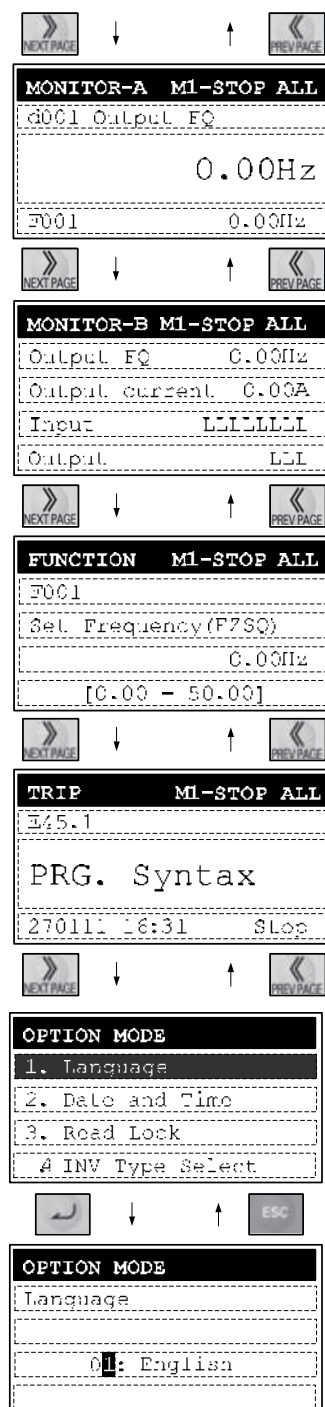 NEXT PAGE PREV PAGE
MONITOR-A M1-STOP ALL
d001 Output FQ
0.00Hz
F001 0.00Hz
NEXT PAGE PREV PAGE
MONITOR-B M1-STOP ALL
Output FQ 0.00Hz
Output current 0.00A
Input LLLLLLLL
Output LLL
NEXT PAGE PREV PAGE
FUNCTION M1-STOP ALL
F001
Set Frequency(EZSQ)
0.00Hz
[0.00 - 50.00]
NEXT PAGE PREV PAGE
TRIP M1-STOP ALL
E45.1
PRG. Syntax
270111 16:31 Stop
NEXT PAGE PREV PAGE
OPTION MODE
1. Language
2. Date and Time
3. Read Lock
4 INV Type Select
ESC
OPTION MODE
Language
01: English